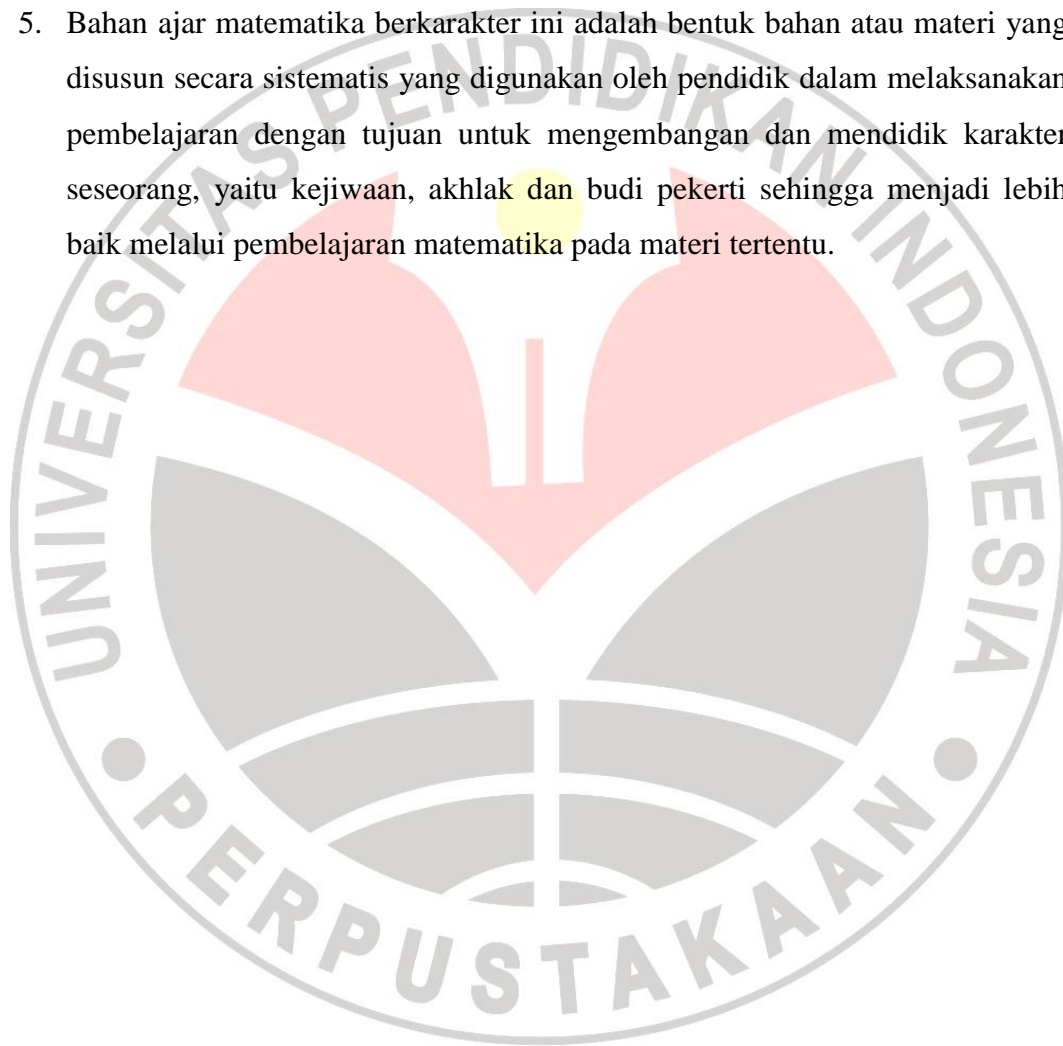 5. Bahan ajar matematika berkarakter ini adalah bentuk bahan atau materi yang
disusun secara sistematis yang digunakan oleh pendidik dalam melaksanakan
pembelajaran dengan tujuan untuk mengembangan dan mendidik karakter
seseorang, yaitu kejiwaan, akhlak dan budi pekerti sehingga menjadi lebih
baik melalui pembelajaran matematika pada materi tertentu.
UNIVERSITAS PENDIDIKAN INDONESIA
PERPUSTAKAAN